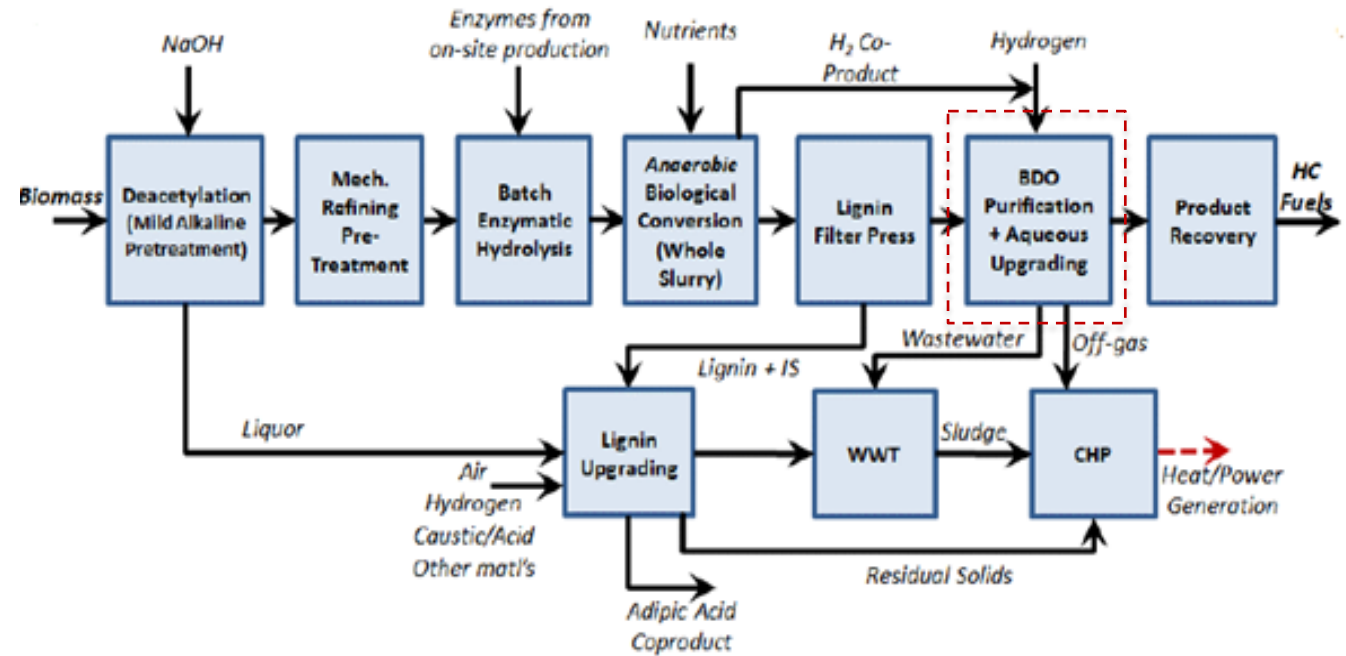 NaOH
Enzymes from
on-site production
Nutrients
H₂ Co-
Product
Hydrogen
Biomass
Deacetylation
(Mild Alkaline
Pretreatment)
Mech.
Refining
Pre-
Treatment
Batch
Enzymatic
Hydrolysis
Anaerobic
Biological
Conversion
(Whole
Slurry)
Lignin
Filter Press
BDO
Purification
+ Aqueous
Upgrading
Product
Recovery
HC
Fuels
Wastewater
Off-gas
Lignin + IS
Liquor
Lignin
Upgrading
WWT
Sludge
CHP
Heat/Power
Generation
Air
Hydrogen
Caustic/Acid
Other matl's
Residual Solids
Adipic Acid
Coproduct